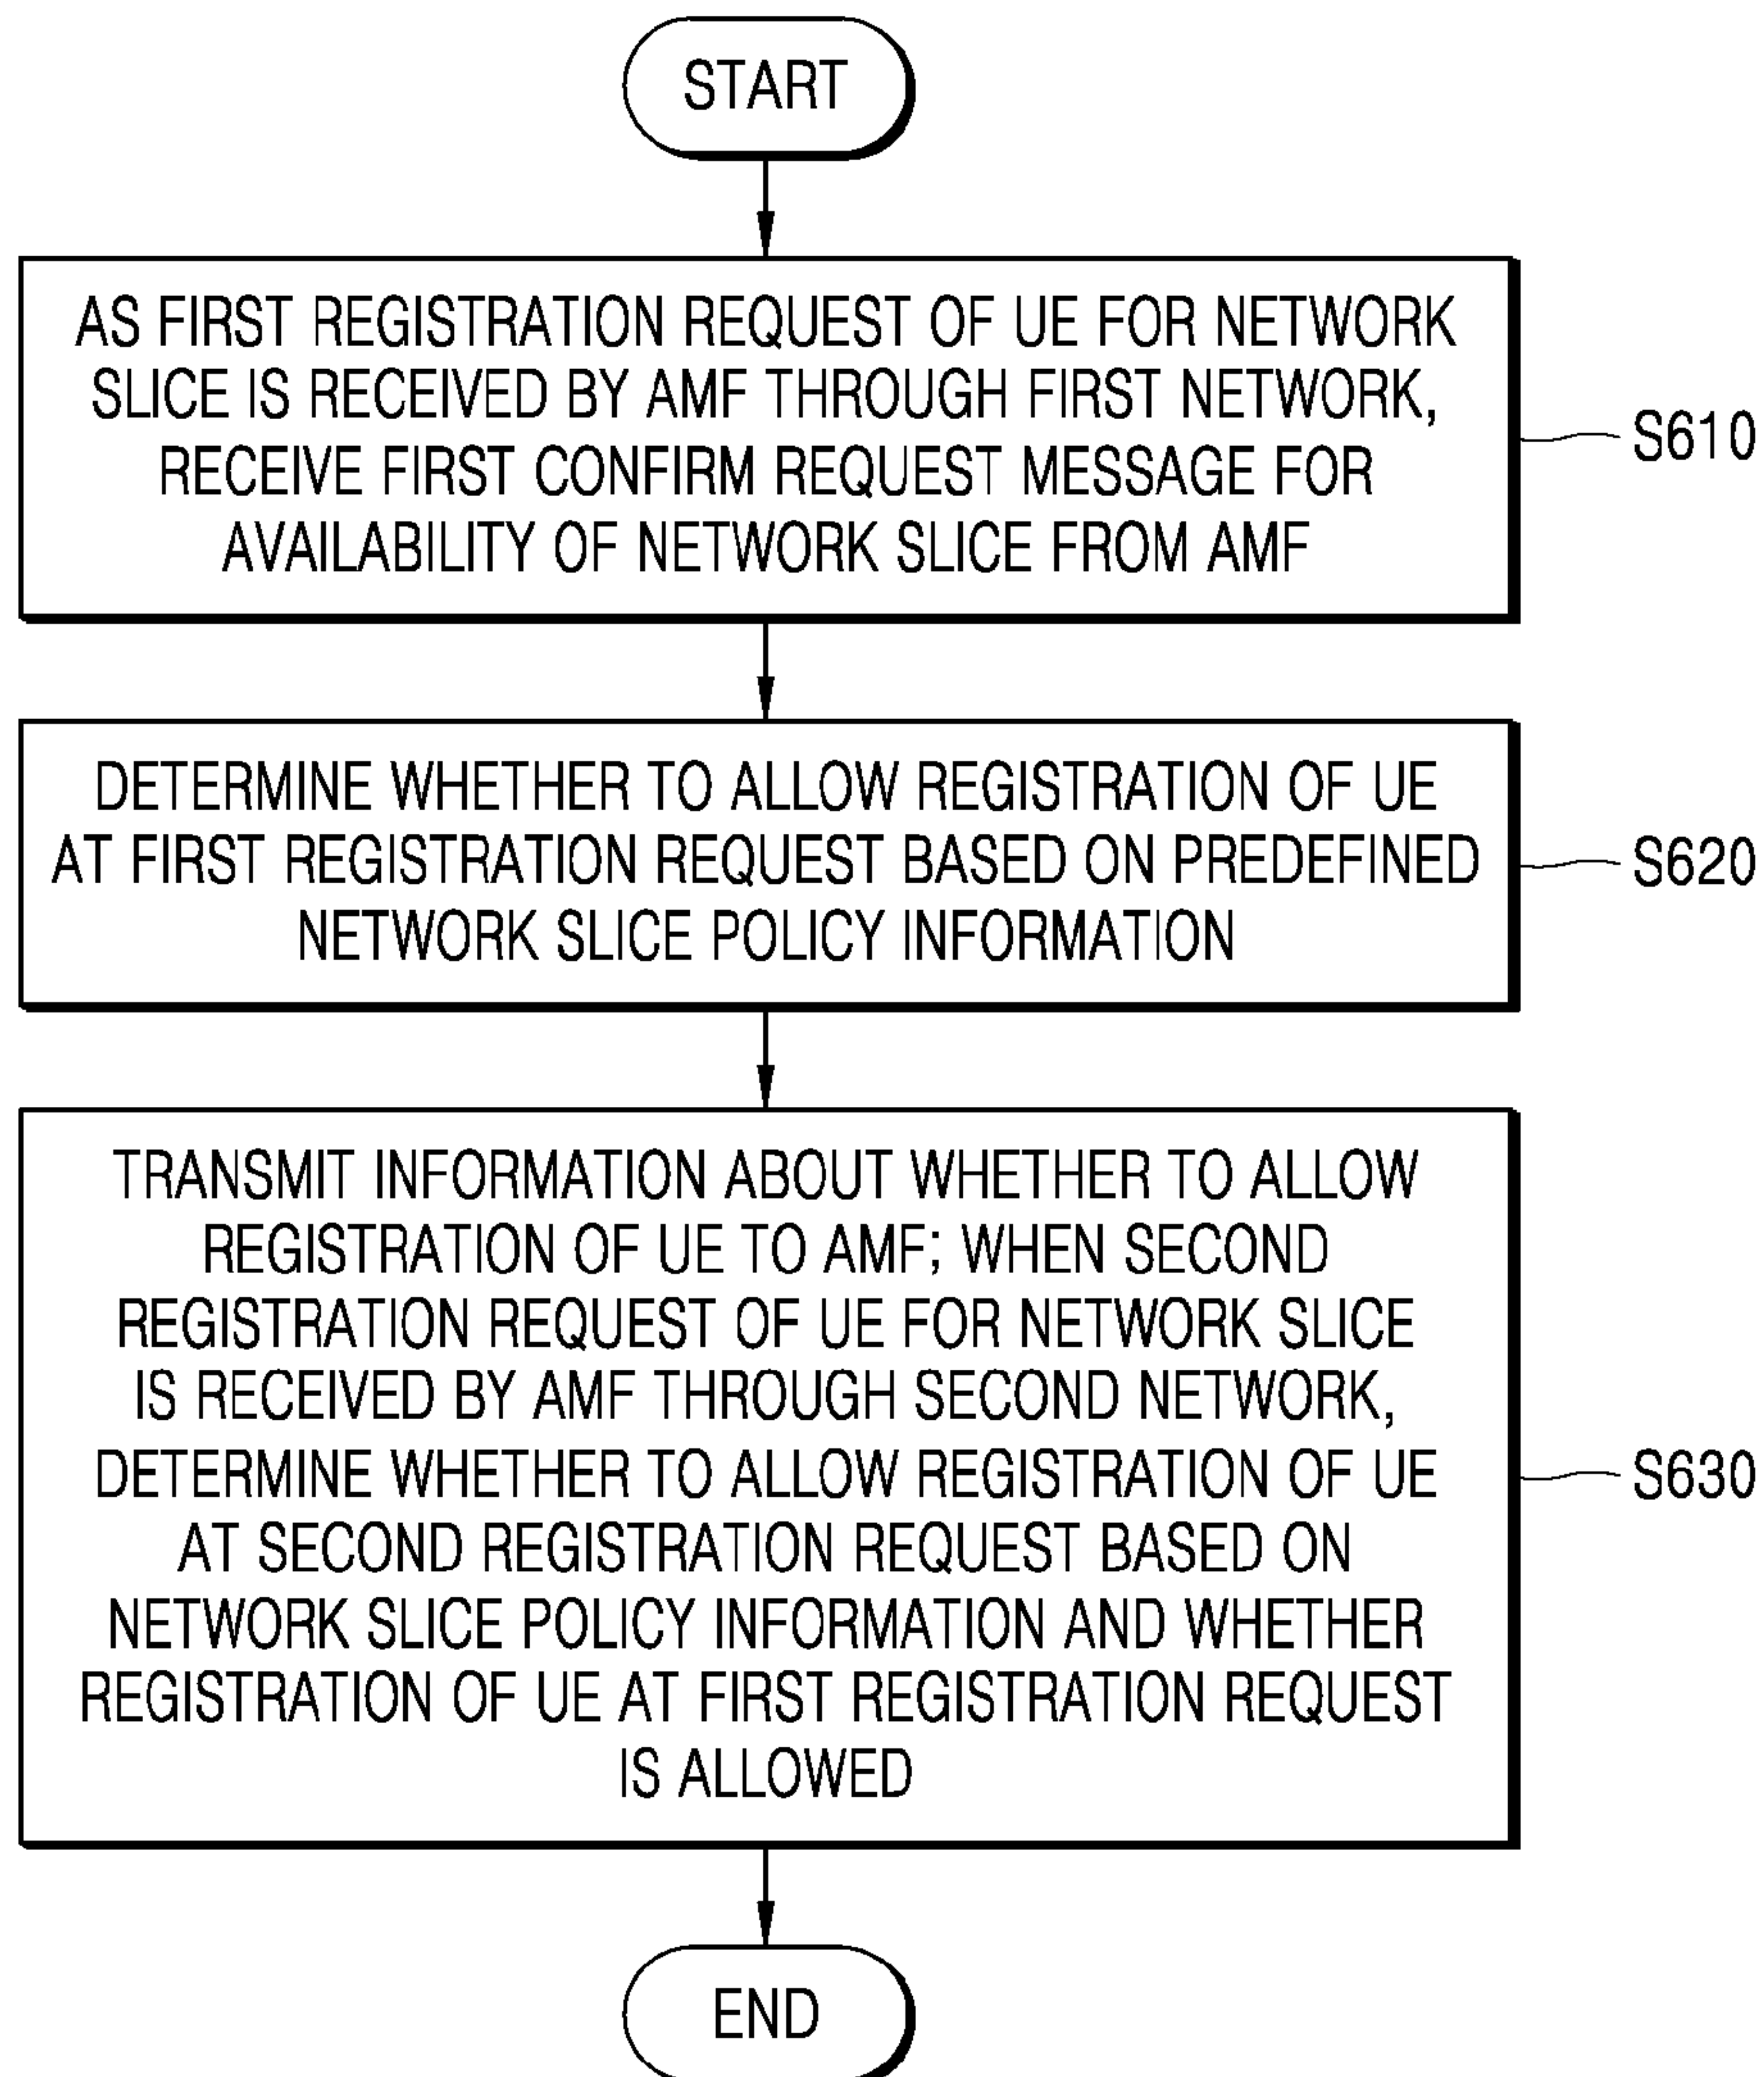 START
AS FIRST REGISTRATION REQUEST OF UE FOR NETWORK
SLICE IS RECEIVED BY AMF THROUGH FIRST NETWORK,
RECEIVE FIRST CONFIRM REQUEST MESSAGE FOR
AVAILABILITY OF NETWORK SLICE FROM AMF
S610
DETERMINE WHETHER TO ALLOW REGISTRATION OF UE
AT FIRST REGISTRATION REQUEST BASED ON PREDEFINED
NETWORK SLICE POLICY INFORMATION
S620
TRANSMIT INFORMATION ABOUT WHETHER TO ALLOW
REGISTRATION OF UE TO AMF; WHEN SECOND
REGISTRATION REQUEST OF UE FOR NETWORK SLICE
IS RECEIVED BY AMF THROUGH SECOND NETWORK,
DETERMINE WHETHER TO ALLOW REGISTRATION OF UE
AT SECOND REGISTRATION REQUEST BASED ON
NETWORK SLICE POLICY INFORMATION AND WHETHER
REGISTRATION OF UE AT FIRST REGISTRATION REQUEST
IS ALLOWED
S630
END